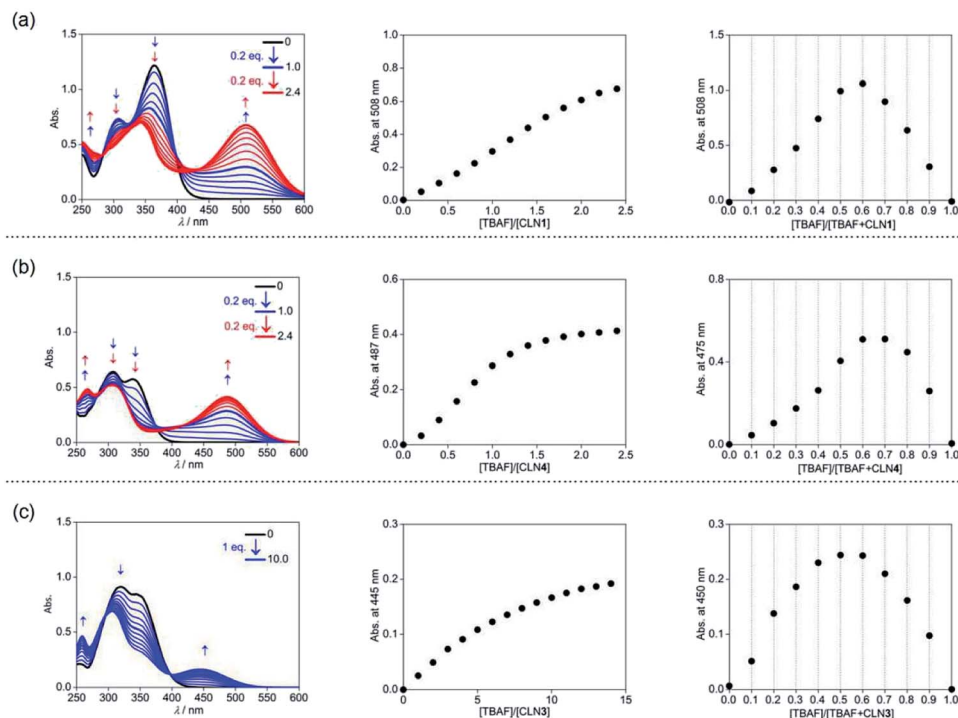 (a)
1.5
1.0
0.5
0.0
Abs.
250 300 350 400 450 500 550 600
λ / nm
0
0.2 eq.
1.0
0.2 eq.
2.4
1.0
0.8
0.6
0.4
0.2
0.0
Abs. at 508 nm
0.0 0.5 1.0 1.5 2.0 2.5
[TBAF]/[CLN1]
1.5
1.0
0.5
0.0
Abs. at 508 nm
0.0 0.1 0.2 0.3 0.4 0.5 0.6 0.7 0.8 0.9 1.0
[TBAF]/[TBAF+CLN1]
(b)
1.5
1.0
0.5
0.0
Abs.
250 300 350 400 450 500 550 600
λ / nm
0
0.2 eq.
1.0
0.2 eq.
2.4
0.6
0.4
0.2
0.0
Abs. at 487 nm
0.0 0.5 1.0 1.5 2.0 2.5
[TBAF]/[CLN4]
0.8
0.4
0.0
Abs. at 475 nm
0.0 0.1 0.2 0.3 0.4 0.5 0.6 0.7 0.8 0.9 1.0
[TBAF]/[TBAF+CLN4]
(c)
1.5
1.0
0.5
0.0
Abs.
250 300 350 400 450 500 550 600
λ / nm
0
1 eq.
10.0
0.3
0.2
0.1
0.0
Abs. at 445 nm
0 5 10 15
[TBAF]/[CLN3]
0.3
0.2
0.1
0.0
Abs. at 450 nm
0.0 0.1 0.2 0.3 0.4 0.5 0.6 0.7 0.8 0.9 1.0
[TBAF]/[TBAF+CLN3]